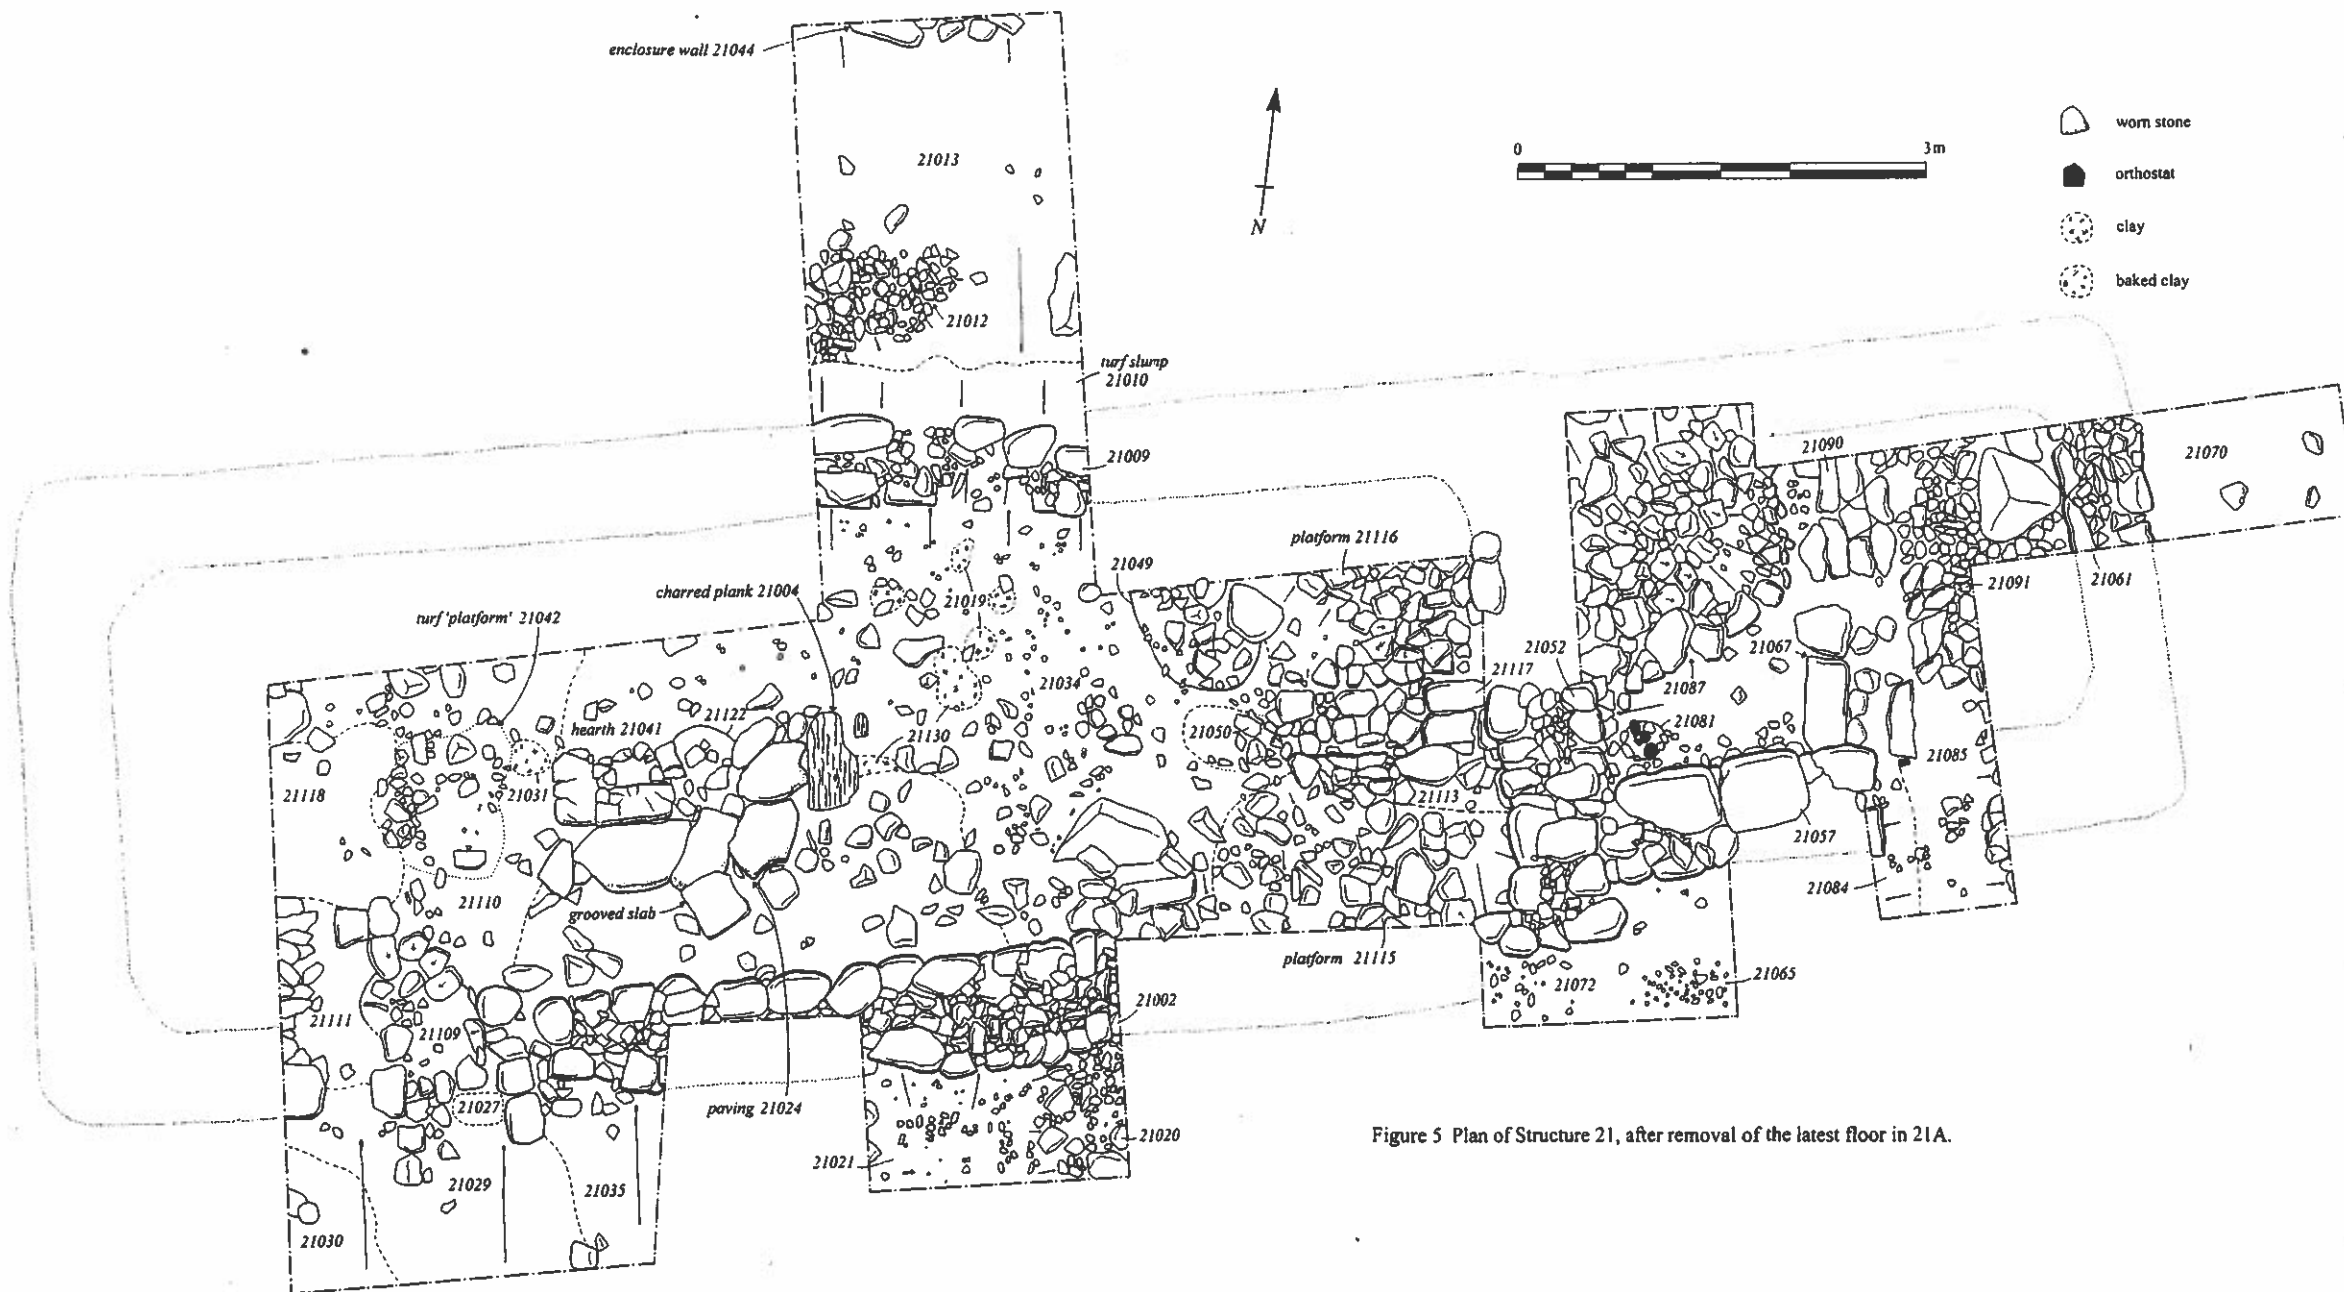 enclosure wall 21044
0 3m
N
worn stone
orthostat
clay
baked clay
21013
21012
turf slump
21010
21009
21090
21070
platform 21116
21049
charred plank 21004
21019
turf 'platform' 21042
21034
21091
21061
21052
21067
21117
21087
hearth 21041
21122
21050
21081
21130
21085
21118
21031
21113
21057
21110
grooved slab
21084
platform 21115
21072
21065
21111
21109
21002
21027
paving 21024
21020
21021
21029
21035
21030
Figure 5 Plan of Structure 21, after removal of the latest floor in 21A.